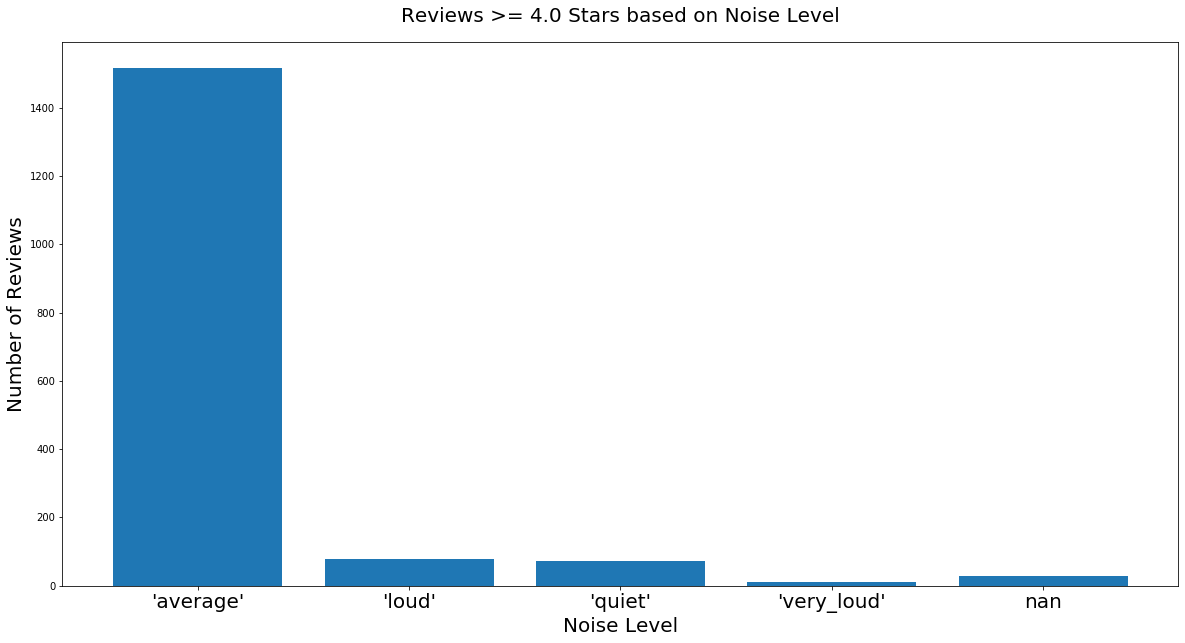 Reviews >= 4.0 Stars based on Noise Level
Number of Reviews
1400
1200
1000
800
600
400
200
0
'average' 'loud' 'quiet' 'very_loud' nan
Noise Level